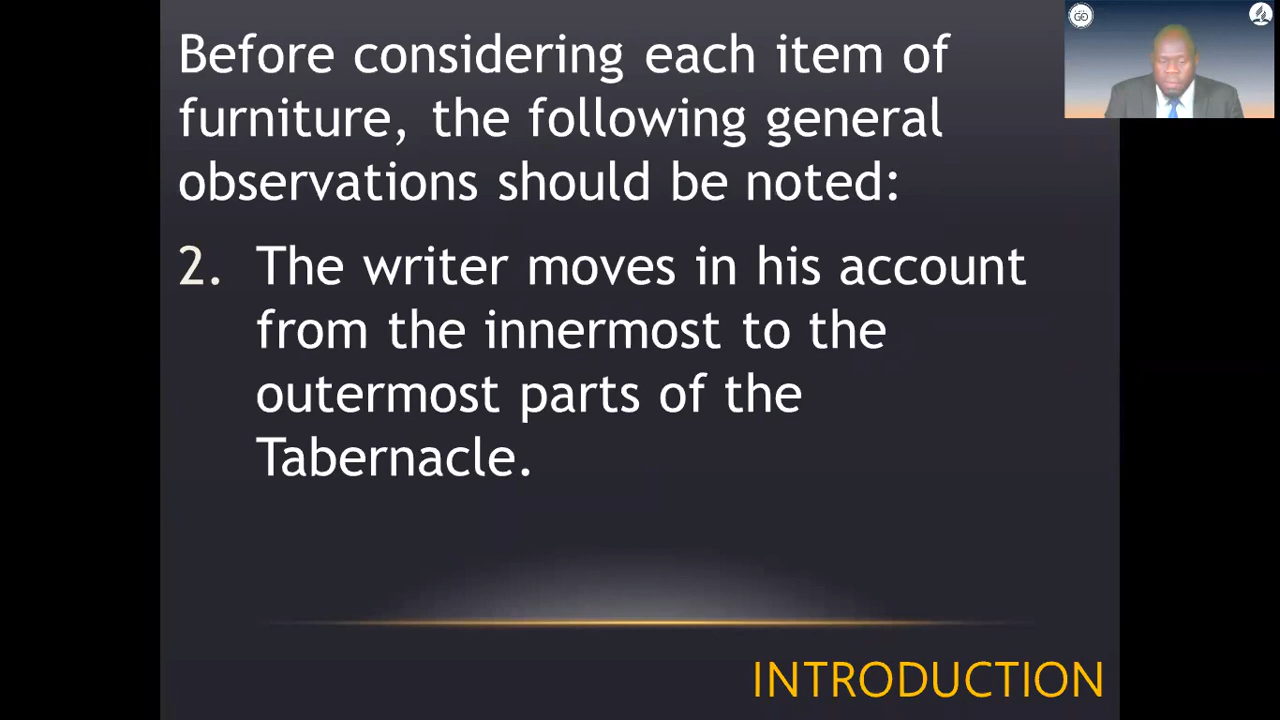 Before considering each item of
furniture, the following general
observations should be noted:
2. The writer moves in his account
from the innermost to the
outermost parts of the
Tabernacle.
INTRODUCTION